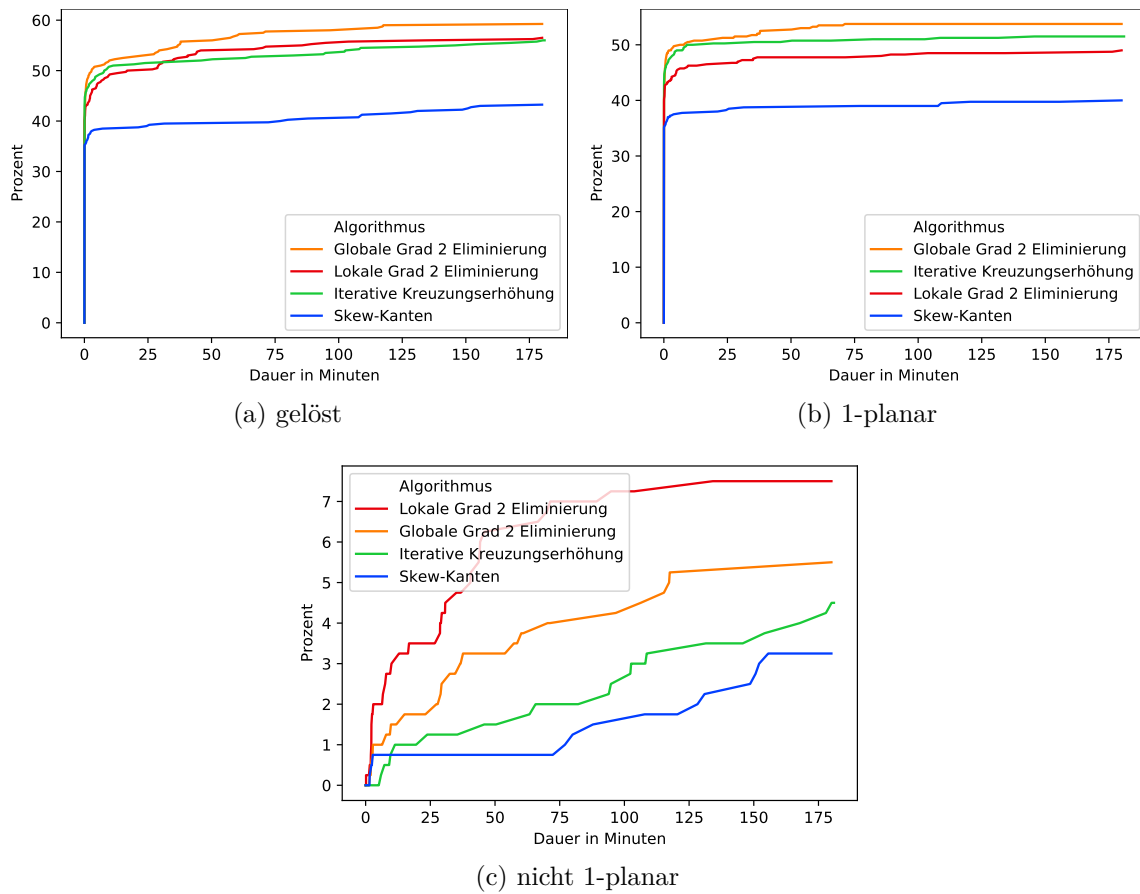 60
50
40
30
20
10
0
Prozent
0 25 50 75 100 125 150 175
Dauer in Minuten
Algorithmus
Globale Grad 2 Eliminierung
Lokale Grad 2 Eliminierung
Iterative Kreuzungserhöhung
Skew-Kanten
(a) gelöst
50
40
30
20
10
0
Prozent
0 25 50 75 100 125 150 175
Dauer in Minuten
Algorithmus
Globale Grad 2 Eliminierung
Iterative Kreuzungserhöhung
Lokale Grad 2 Eliminierung
Skew-Kanten
(b) 1-planar
7
6
5
4
3
2
1
0
Prozent
0 25 50 75 100 125 150 175
Dauer in Minuten
Algorithmus
Lokale Grad 2 Eliminierung
Globale Grad 2 Eliminierung
Iterative Kreuzungserhöhung
Skew-Kanten
(c) nicht 1-planar